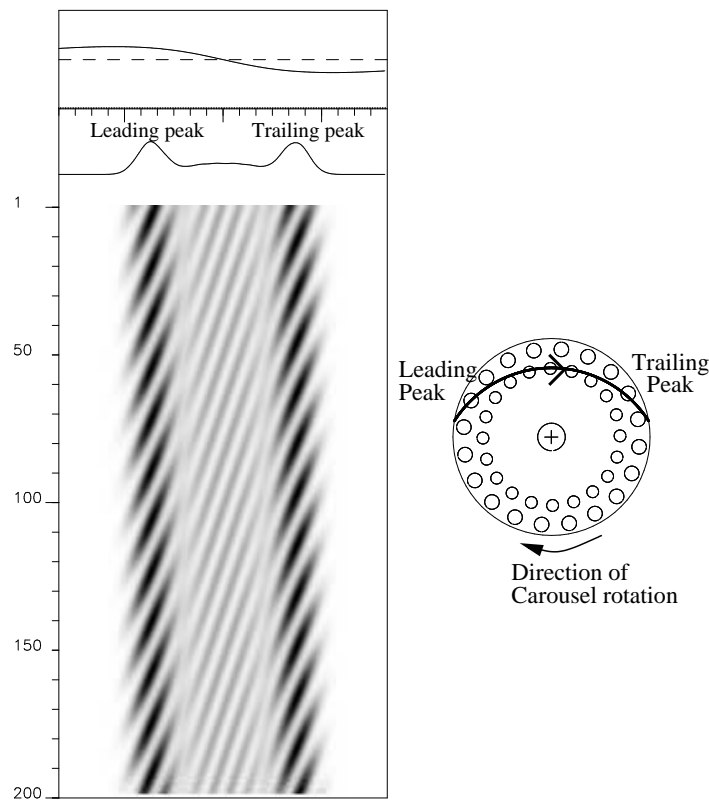 Leading peak
Trailing peak
1
50
100
150
200
Leading
Peak
Trailing
Peak
Direction of
Carousel rotation